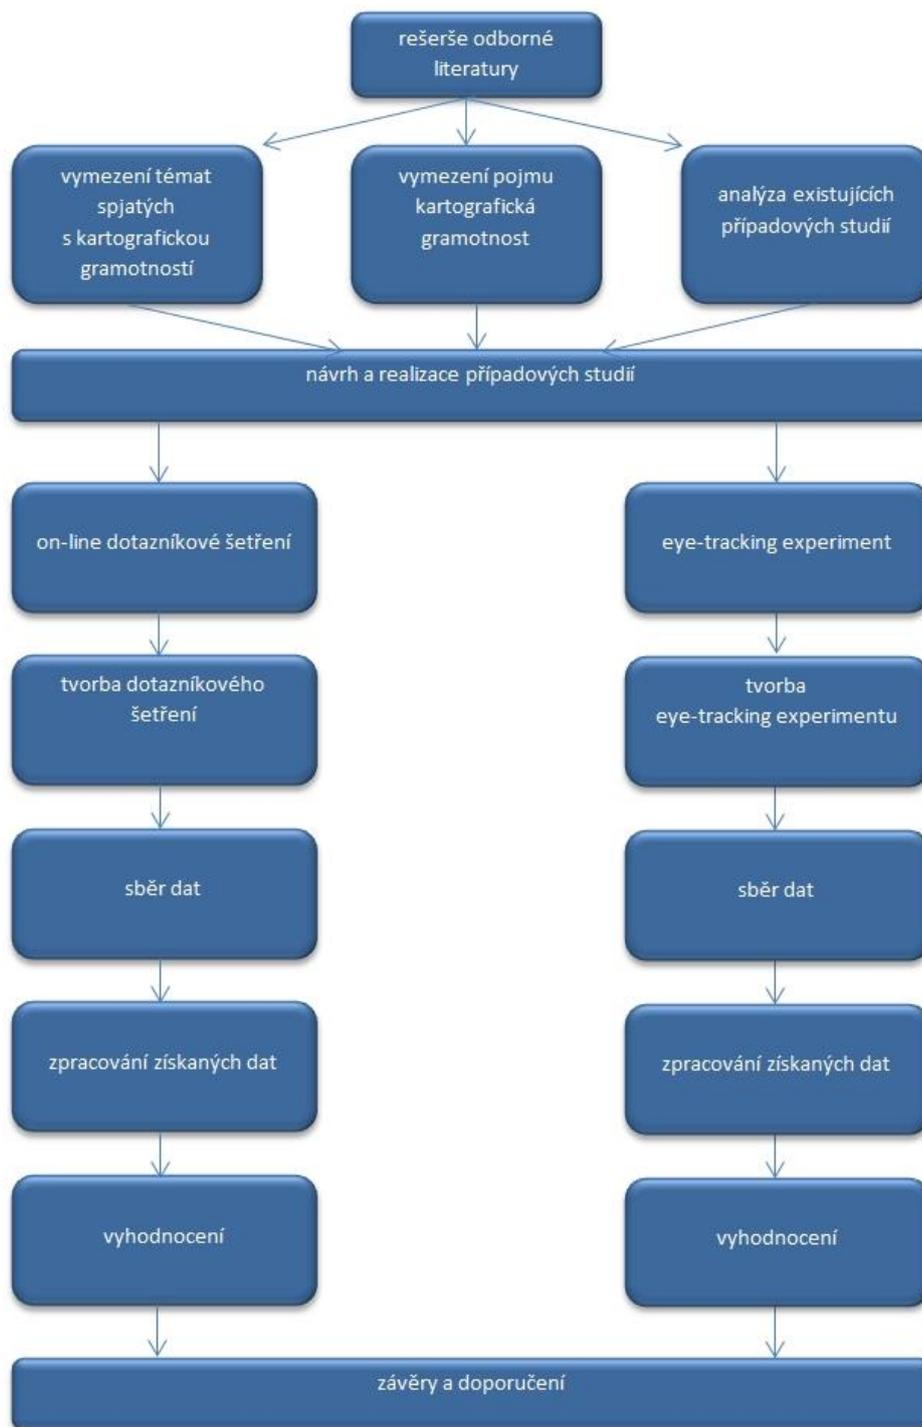 rešerše odborné
literatury
vymezení témat
spjatých
s kartografickou
gramotností
vymezení pojmu
kartografická
gramotnost
analýza existujících
případových studií
návrh a realizace případových studií
on-line dotazníkové šetření
eye-tracking experiment
tvorba dotazníkového
šetření
tvorba
eye-tracking experimentu
sběr dat
sběr dat
zpracování získaných dat
zpracování získaných dat
vyhodnocení
vyhodnocení
závěry a doporučení